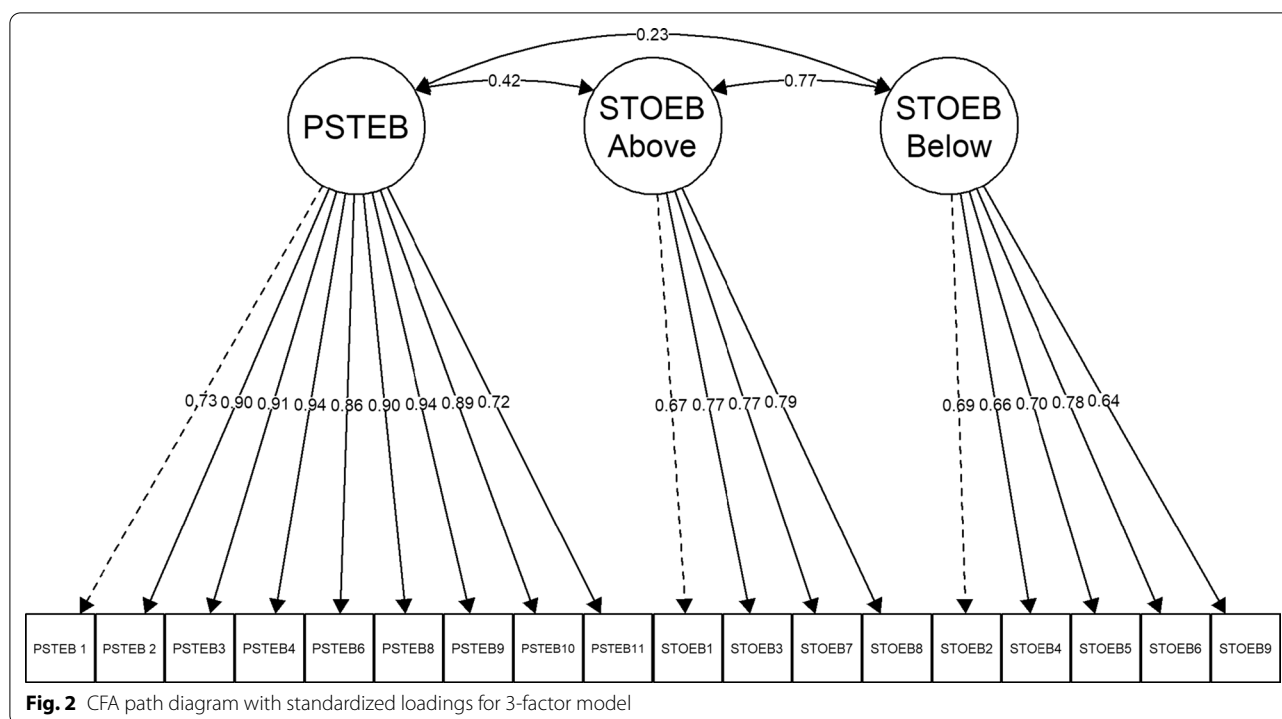 0.23
0.42
0.77
PSTEB
STOEB
Above
STOEB
Below
0.73 0.90 0.91 0.94 0.86 0.90 0.94 0.89 0.72
0.67 0.77 0.77 0.79
0.69 0.66 0.70 0.78 0.64
PSTEB 1 PSTEB 2 PSTEB3 PSTEB4 PSTEB6 PSTEB8 PSTEB9 PSTEB10 PSTEB11 STOEB1 STOEB3 STOEB7 STOEB8 STOEB2 STOEB4 STOEB5 STOEB6 STOEB9
Fig. 2 CFA path diagram with standardized loadings for 3-factor model